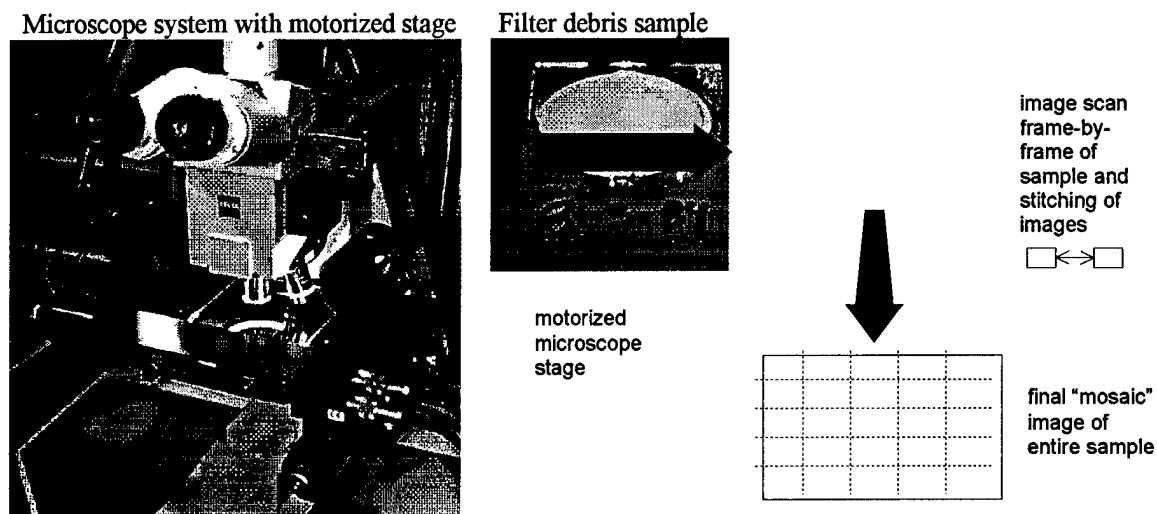 Microscope system with motorized stage
Filter debris sample
image scan
frame-by-
frame of
sample and
stitching of
images
motorized
microscope
stage
final “mosaic”
image of
entire sample